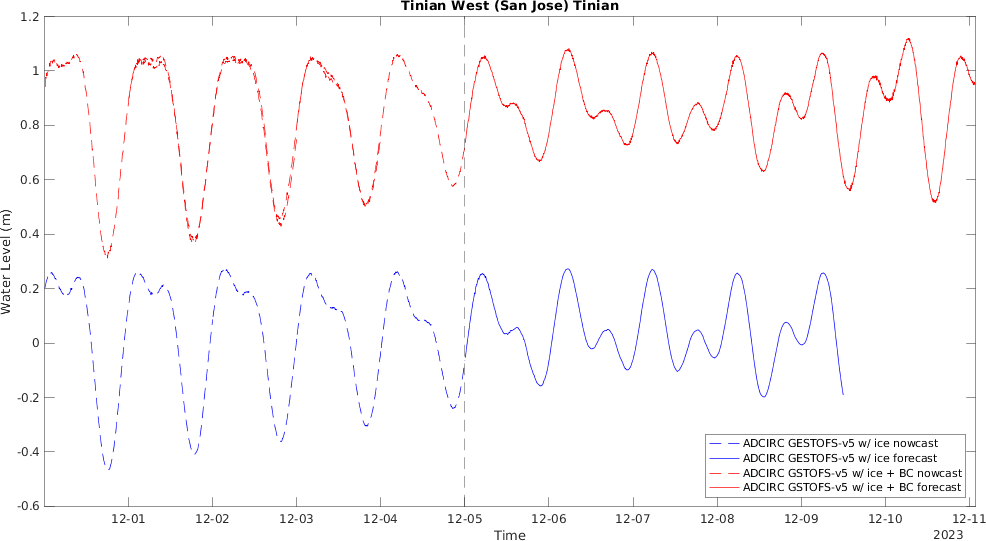 Tinian West (San Jose) Tinian
1.2
1
0.8
0.6
0.4
0.2
0
-0.2
-0.4
-0.6
Water Level (m)
ADCIRC GESTOFS-v5 w/ ice nowcast
ADCIRC GESTOFS-v5 w/ ice forecast
ADCIRC GSTOFS-v5 w/ ice + BC nowcast
ADCIRC GSTOFS-v5 w/ ice + BC forecast
12-01 12-02 12-03 12-04 12-05 12-06 12-07 12-08 12-09 12-10 12-11
Time
2023